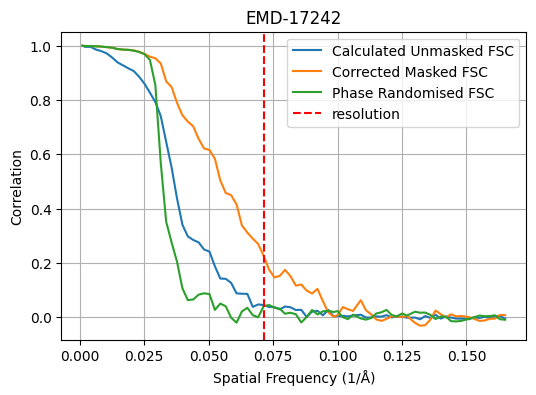 EMD-17242
Calculated Unmasked FSC
Corrected Masked FSC
Phase Randomised FSC
resolution
Correlation
1.0
0.8
0.6
0.4
0.2
0.0
0.000 0.025 0.050 0.075 0.100 0.125 0.150
Spatial Frequency (1/Å)